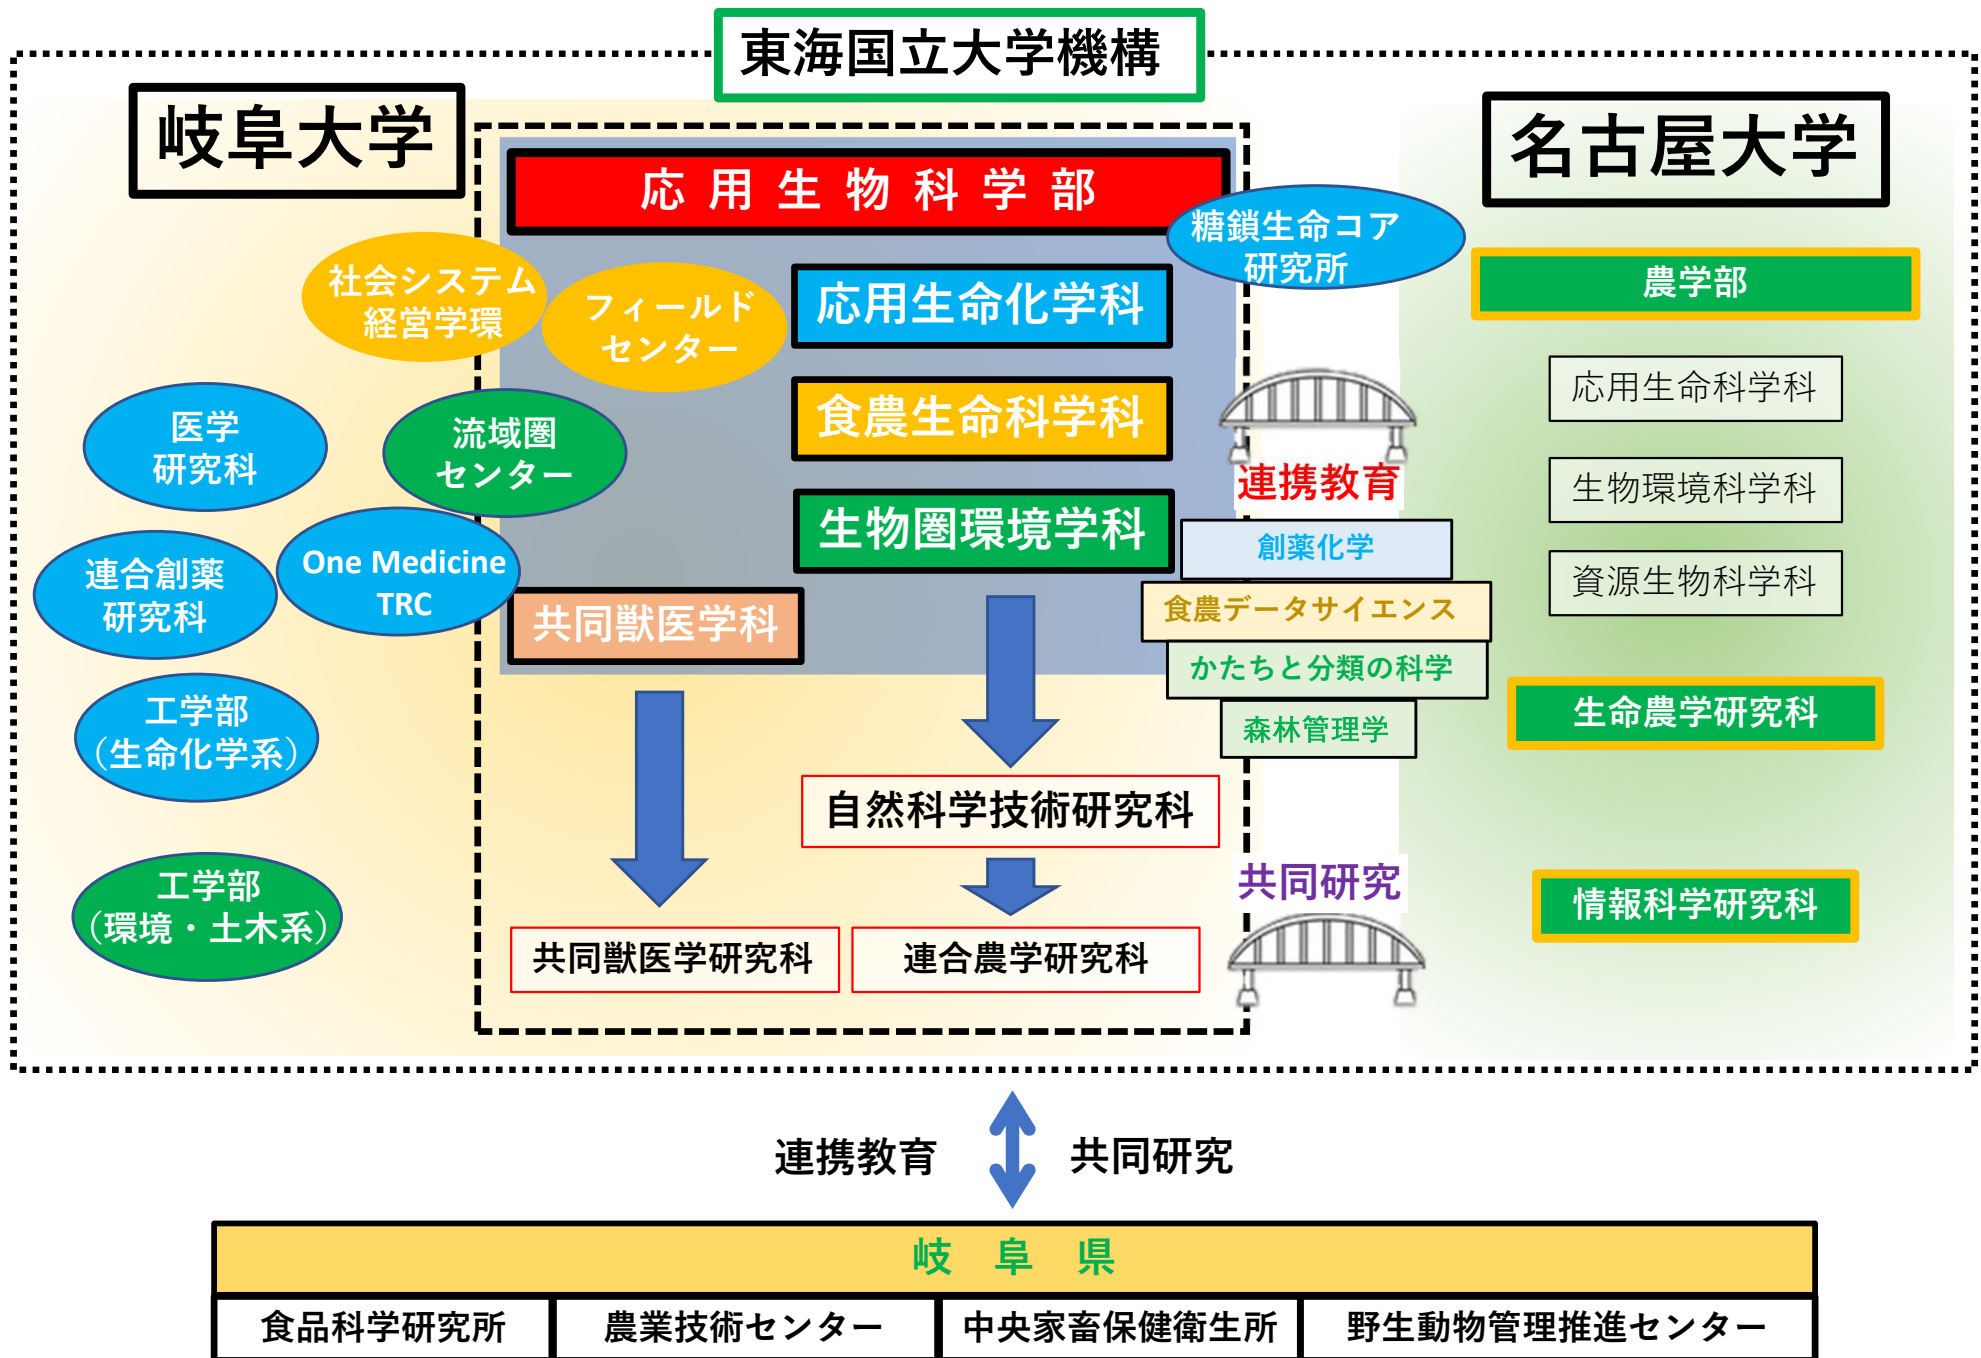 東海国立大学機構
岐阜大学
名古屋大学
応用生物科学部
糖鎖生命コア
研究所
社会システム
経営学環
フィールド
センター
応用生命化学科
農学部
食農生命科学科
応用生命科学科
医学
研究科
流域圏
センター
連携教育
生物環境科学科
生物圏環境学科
創薬化学
資源生物科学科
連合創薬
研究科
One Medicine
TRC
共同獣医学科
食農データサイエンス
かたちと分類の科学
森林管理学
生命農学研究科
工学部
（生命化学系）
自然科学技術研究科
共同研究
情報科学研究科
工学部
（環境・土木系）
共同獣医学研究科
連合農学研究科
連携教育
共同研究
岐阜県
食品科学研究所
農業技術センター
中央家畜保健衛生所
野生動物管理推進センター